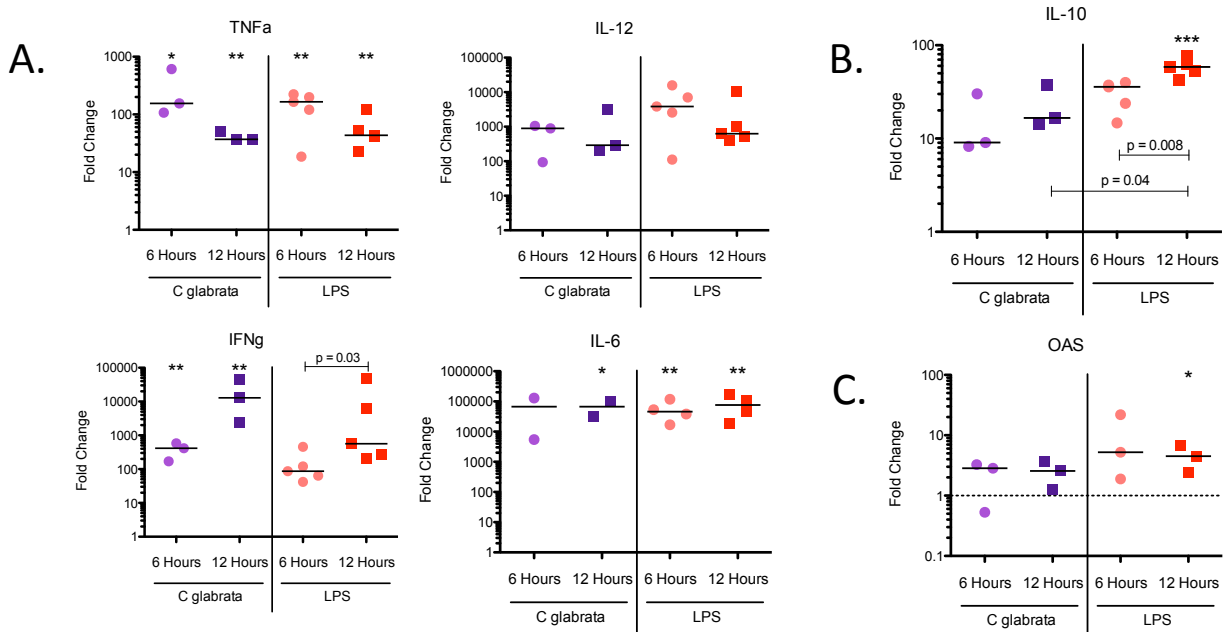 A.
TNFa
Fold Change
1000
100
10
1
* ** ** **
6 Hours 12 Hours 6 Hours 12 Hours
C glabrata LPS
IL-12
Fold Change
100000
10000
1000
100
10
1
6 Hours 12 Hours 6 Hours 12 Hours
C glabrata LPS
B.
IL-10
Fold Change
100
10
1
***
p = 0.008
p = 0.04
6 Hours 12 Hours 6 Hours 12 Hours
C glabrata LPS
IFNg
Fold Change
100000
10000
1000
100
10
1
** **
p = 0.03
6 Hours 12 Hours 6 Hours 12 Hours
C glabrata LPS
IL-6
Fold Change
1000000
100000
10000
1000
100
10
1
* ** **
6 Hours 12 Hours 6 Hours 12 Hours
C glabrata LPS
C.
OAS
Fold Change
100
10
1
0.1
*
6 Hours 12 Hours 6 Hours 12 Hours
C glabrata LPS